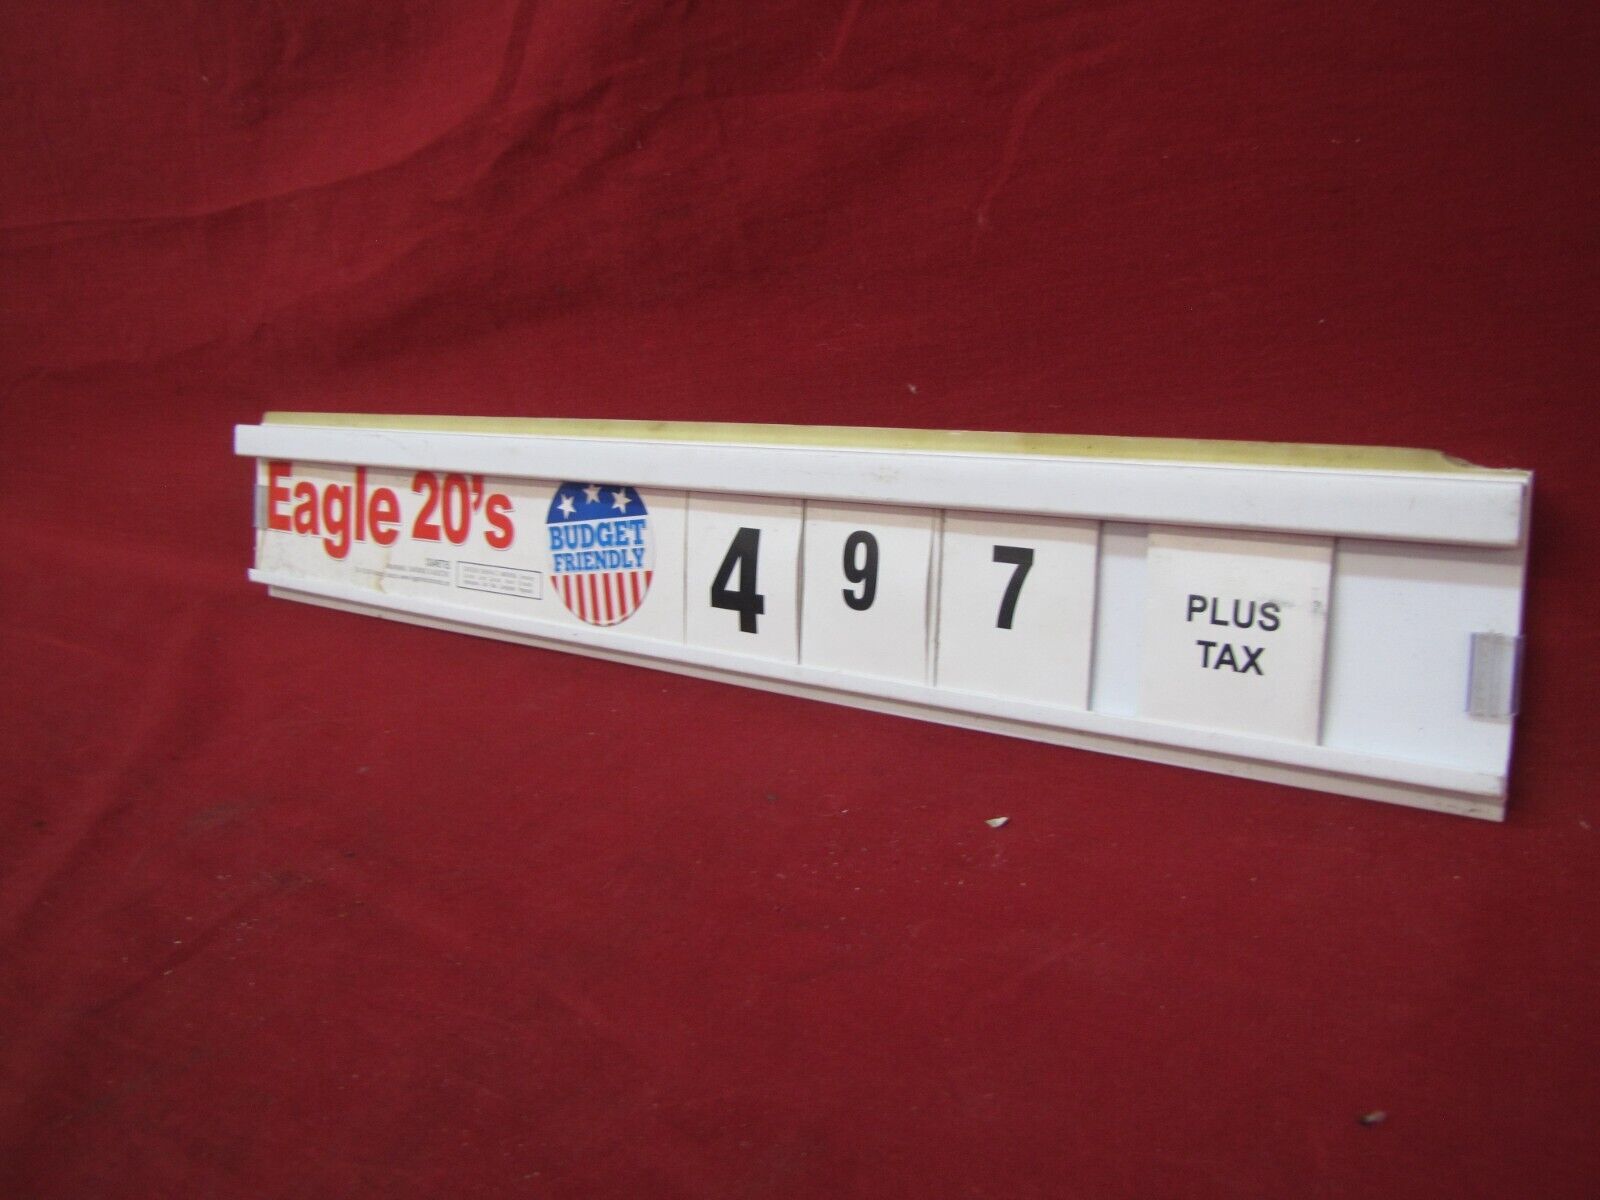 Eagle 20's
BUDGET
FRIENDLY
4 9 7
PLUS
TAX